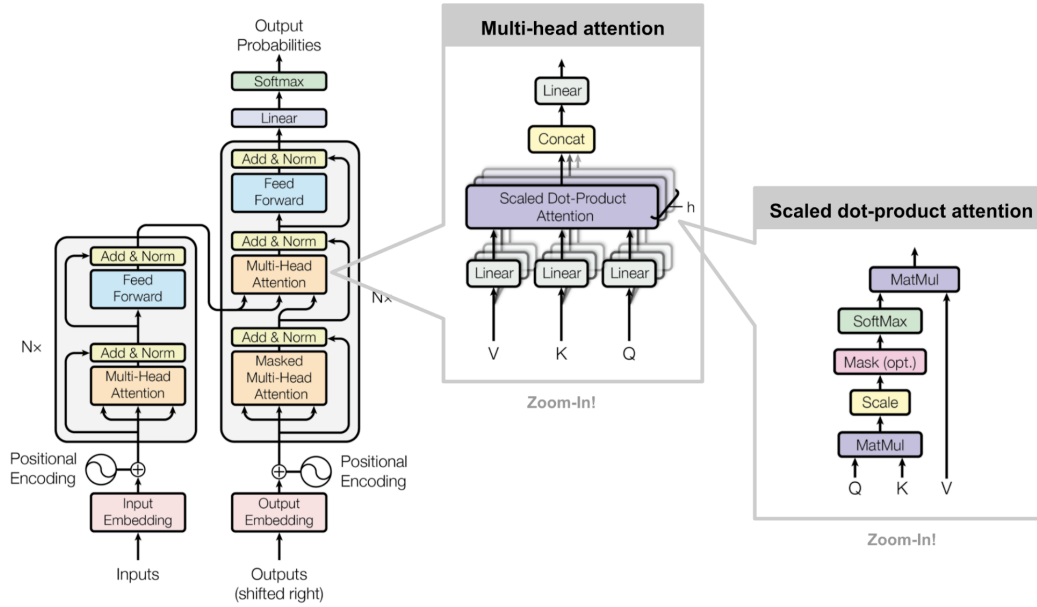 Output
Probabilities
Softmax
Linear
Add & Norm
Feed
Forward
Add & Norm
Multi-Head
Attention
Nx
Add & Norm
Masked
Multi-Head
Attention
Add & Norm
Feed
Forward
Nx
Add & Norm
Multi-Head
Attention
Positional
Encoding
Positional
Encoding
Input
Embedding
Output
Embedding
Inputs
Outputs
(shifted right)
Multi-head attention
Linear
Concat
Scaled Dot-Product
Attention
h
Linear
Linear
Linear
V
K
Q
Zoom-In!
Scaled dot-product attention
MatMul
SoftMax
Mask (opt.)
Scale
MatMul
Q
K
V
Zoom-In!